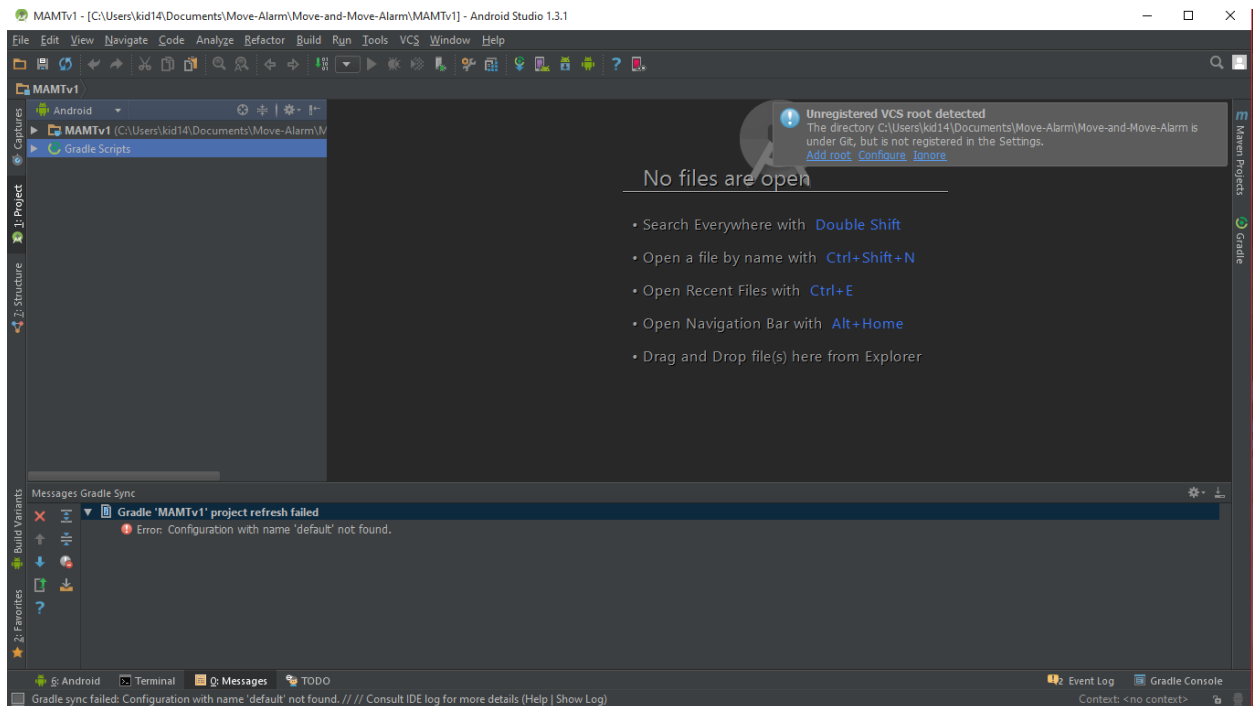 MAMTv1 - [C:\Users\kid14\Documents\Move-Alarm\Move-and-Move-Alarm\MAMTv1] - Android Studio 1.3.1
File Edit View Navigate Code Analyze Refactor Build Run Tools VCS Window Help
MAMTv1
Android
MAMTv1 (C:\Users\kid14\Documents\Move-Alarm\M
Gradle Scripts
Captures
1: Project
7: Structure
Build Variants
2: Favorites
Unregistered VCS root detected
The directory C:\Users\kid14\Documents\Move-Alarm\Move-and-Move-Alarm is
under Git, but is not registered in the Settings.
Add root Configure Ignore
Maven Projects
Gradle
No files are open
• Search Everywhere with Double Shift
• Open a file by name with Ctrl+Shift+N
• Open Recent Files with Ctrl+E
• Open Navigation Bar with Alt+Home
• Drag and Drop file(s) here from Explorer
Messages Gradle Sync
Gradle 'MAMTv1' project refresh failed
Error: Configuration with name 'default' not found.
6: Android Terminal 0: Messages TODO
2 Event Log Gradle Console
Gradle sync failed: Configuration with name 'default' not found. // // Consult IDE log for more details (Help | Show Log)
Context: <no context>